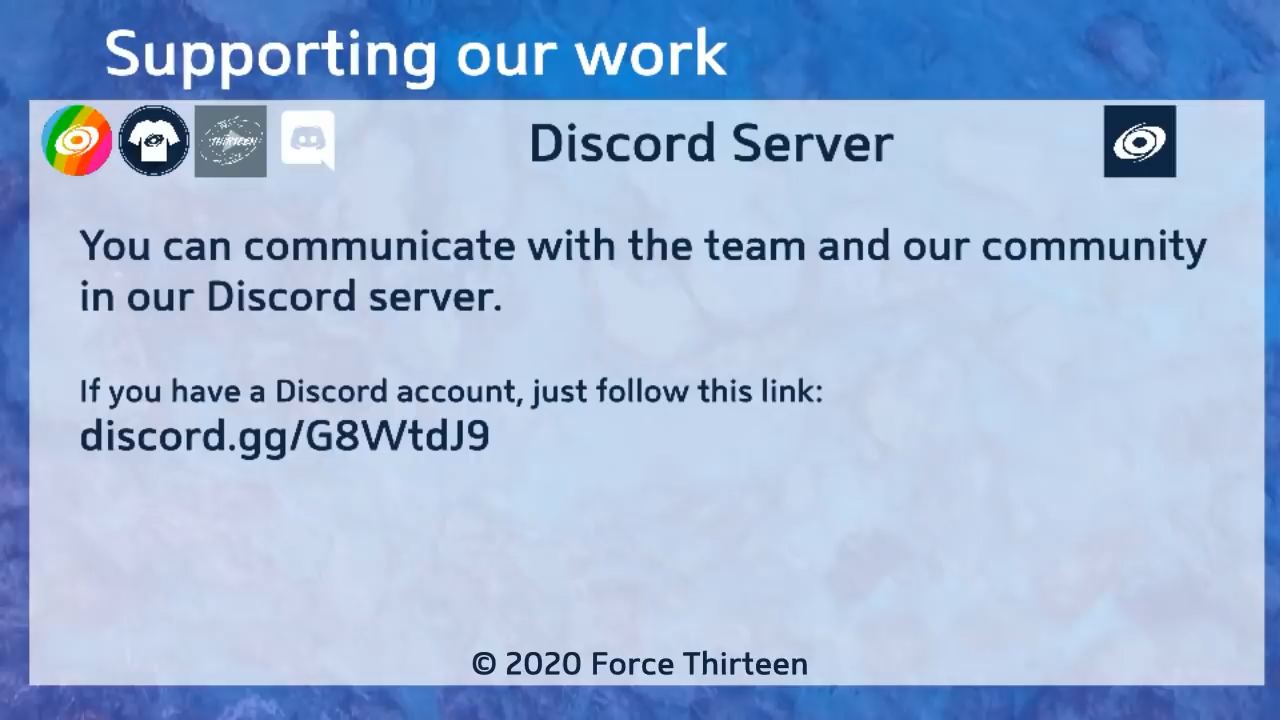 Supporting our work
THIRTEEN
Discord Server
You can communicate with the team and our community
in our Discord server.
If you have a Discord account, just follow this link:
discord.gg/G8WtdJ9
© 2020 Force Thirteen